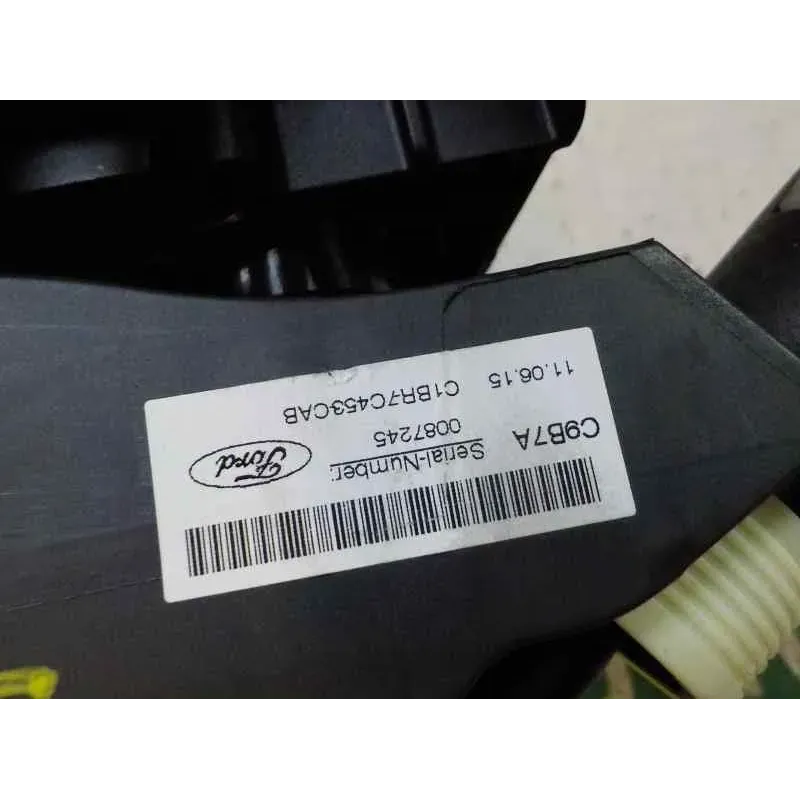 C9B7A
Serial-Number:
0087245
Ford
11.06.15
C1BR7C453CAB